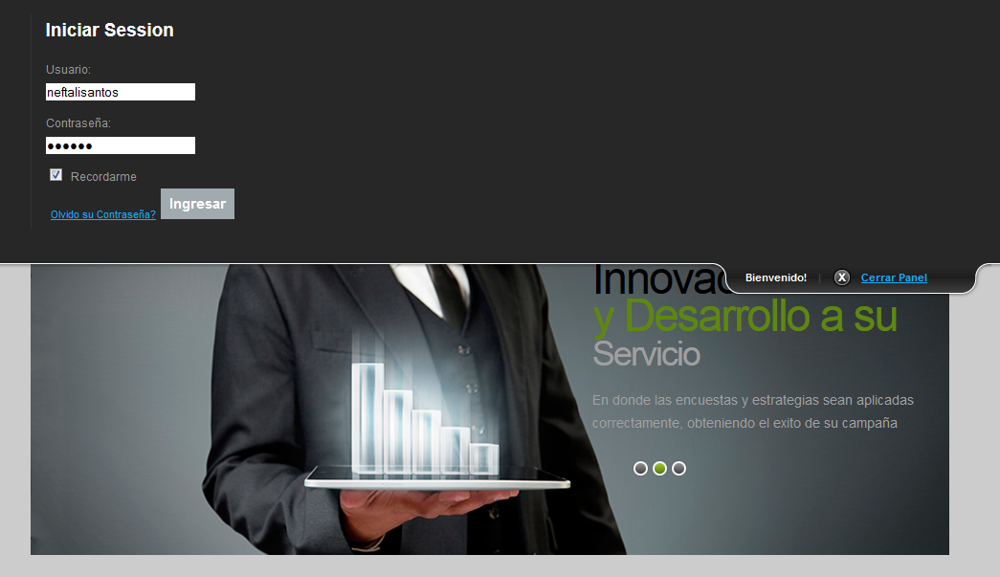 Iniciar Session
Usuario:
neftalisantos
Contraseña:
••••••
Recordarme
Olvido su Contraseña? Ingresar
Bienvenido! | X Cerrar Panel
Innovac
y Desarrollo a su
Servicio
En donde las encuestas y estrategias sean aplicadas
correctamente, obteniendo el exito de su campaña